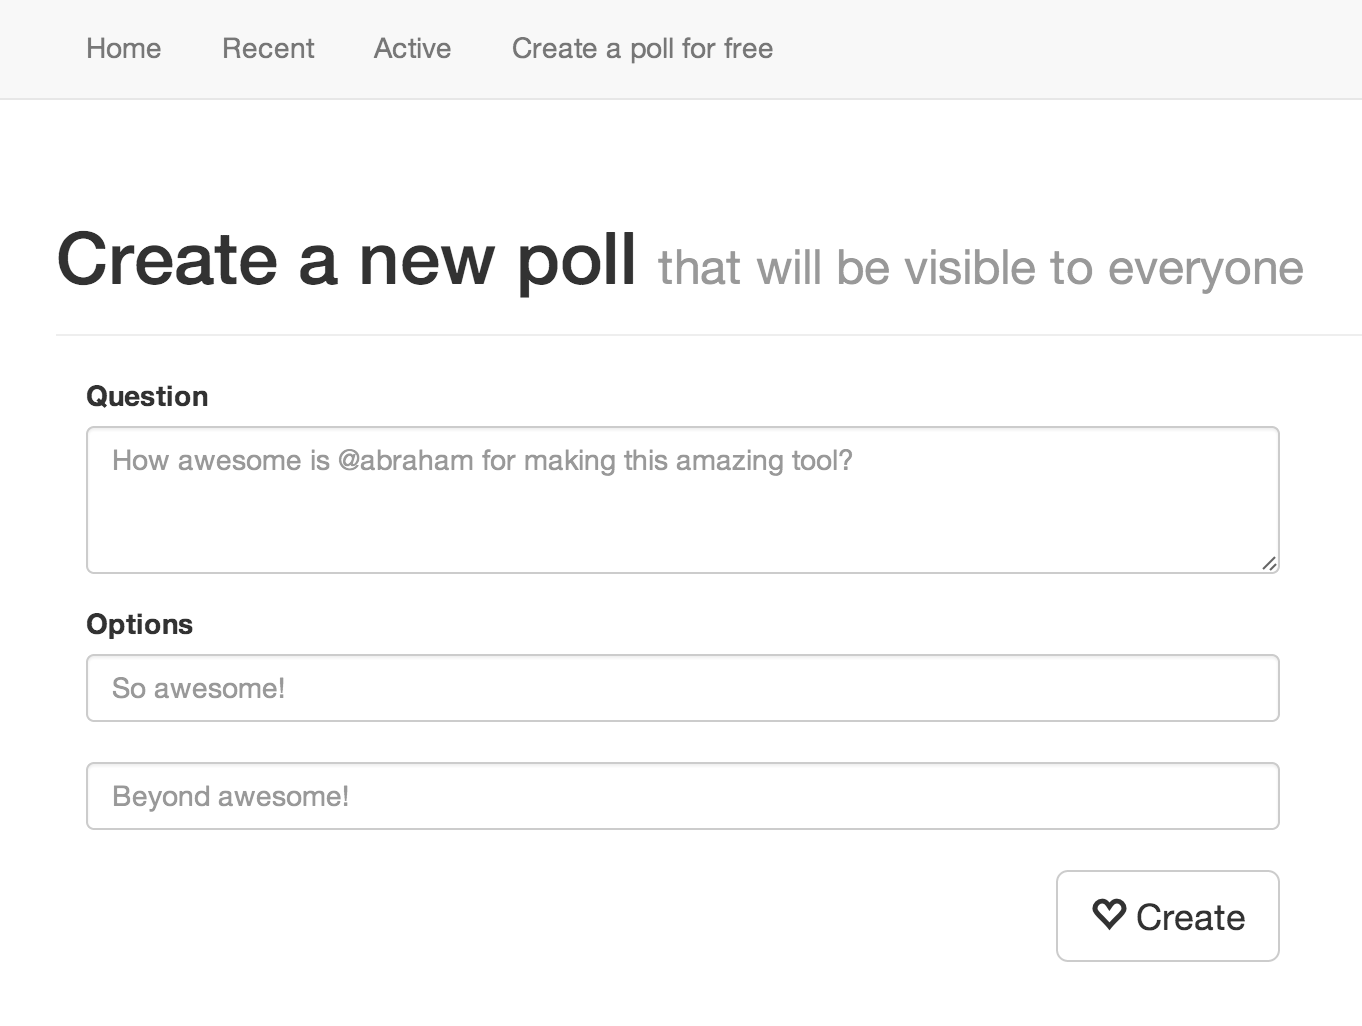 Home Recent Active Create a poll for free
Create a new poll that will be visible to everyone
Question
How awesome is @abraham for making this amazing tool?
Options
So awesome!
Beyond awesome!
Create